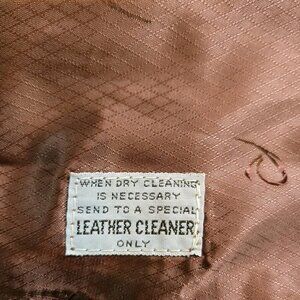 WHEN DRY CLEANING
IS NECESSARY
SEND TO A SPECIAL
LEATHER CLEANER
ONLY